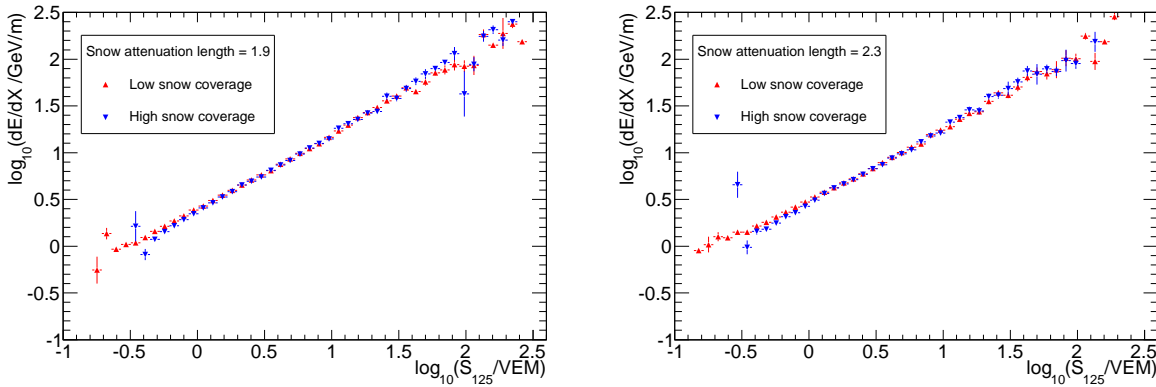 log10(dE/dX /GeV/m)
2.5
2
1.5
1
0.5
0
-0.5
Snow attenuation length = 1.9
Low snow coverage
High snow coverage
-1 -0.5 0 0.5 1 1.5 2 2.5
log10(S125/VEM)
log10(dE/dX /GeV/m)
2.5
2
1.5
1
0.5
0
-0.5
Snow attenuation length = 2.3
Low snow coverage
High snow coverage
-1 -0.5 0 0.5 1 1.5 2 2.5
log10(S125/VEM)